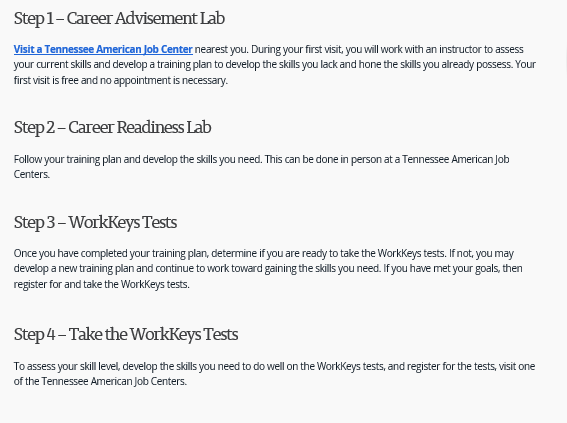 Step 1 – Career Advisement Lab
Visit a Tennessee American Job Center nearest you. During your first visit, you will work with an instructor to assess
your current skills and develop a training plan to develop the skills you lack and hone the skills you already possess. Your
first visit is free and no appointment is necessary.
Step 2 – Career Readiness Lab
Follow your training plan and develop the skills you need. This can be done in person at a Tennessee American Job
Centers.
Step 3 – WorkKeys Tests
Once you have completed your training plan, determine if you are ready to take the WorkKeys tests. If not, you may
develop a new training plan and continue to work toward gaining the skills you need. If you have met your goals, then
register for and take the WorkKeys tests.
Step 4 – Take the WorkKeys Tests
To assess your skill level, develop the skills you need to do well on the WorkKeys tests, and register for the tests, visit one
of the Tennessee American Job Centers.